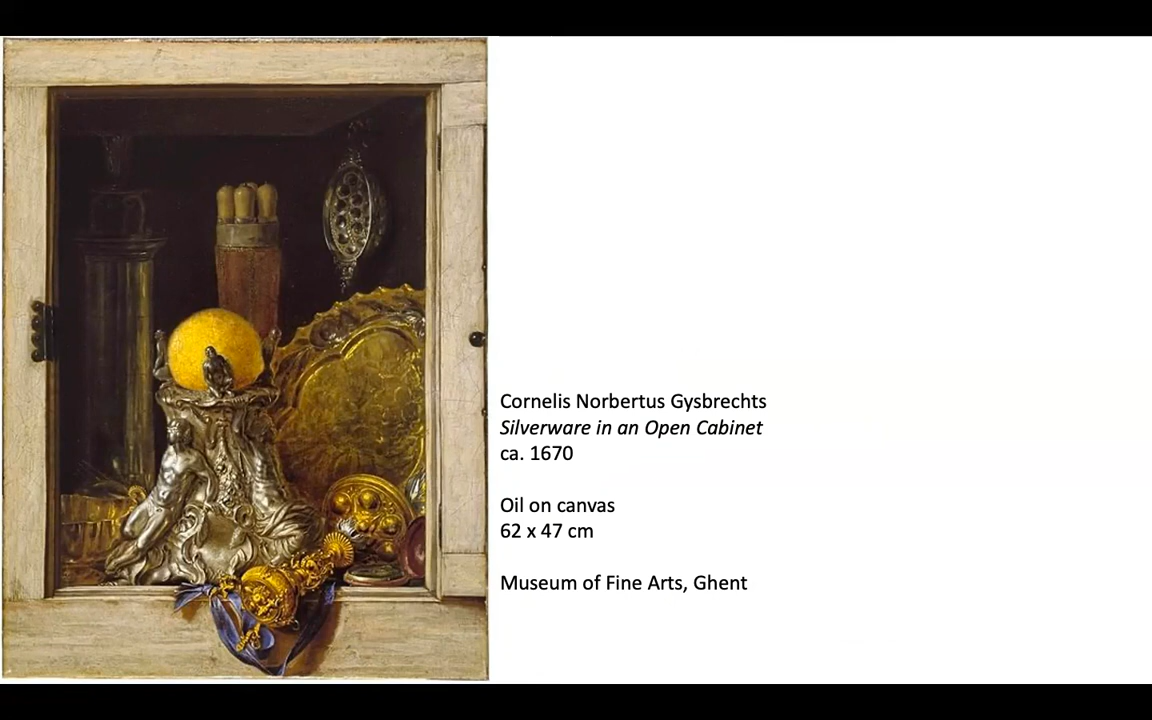 Cornelis Norbertus Gysbrechts
Silverware in an Open Cabinet
ca. 1670
Oil on canvas
62 x 47 cm
Museum of Fine Arts, Ghent